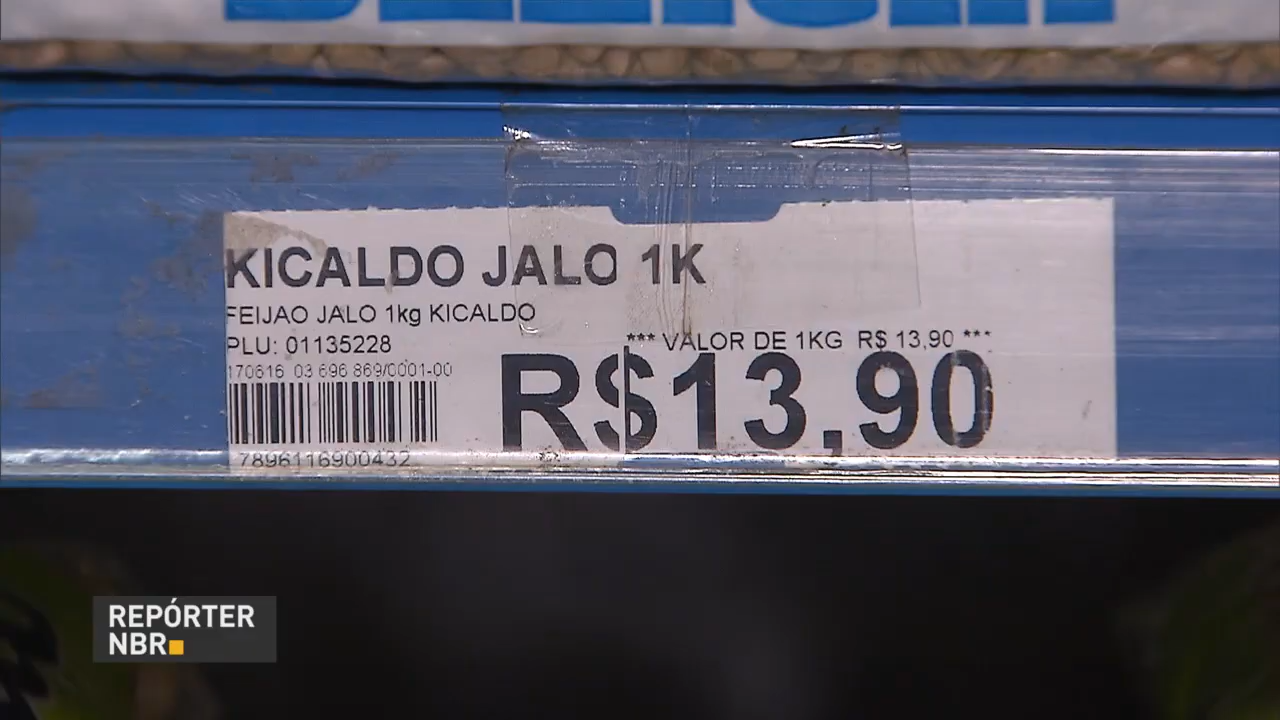 KICALDO JALO 1K
FEIJAO JALO 1kg KICALDO
PLU: 01135228
*** VALOR DE 1KG R$ 13,90 ***
170616 03 696 869/0001-00
R$13,90
7896116900432
REPÓRTER
NBR